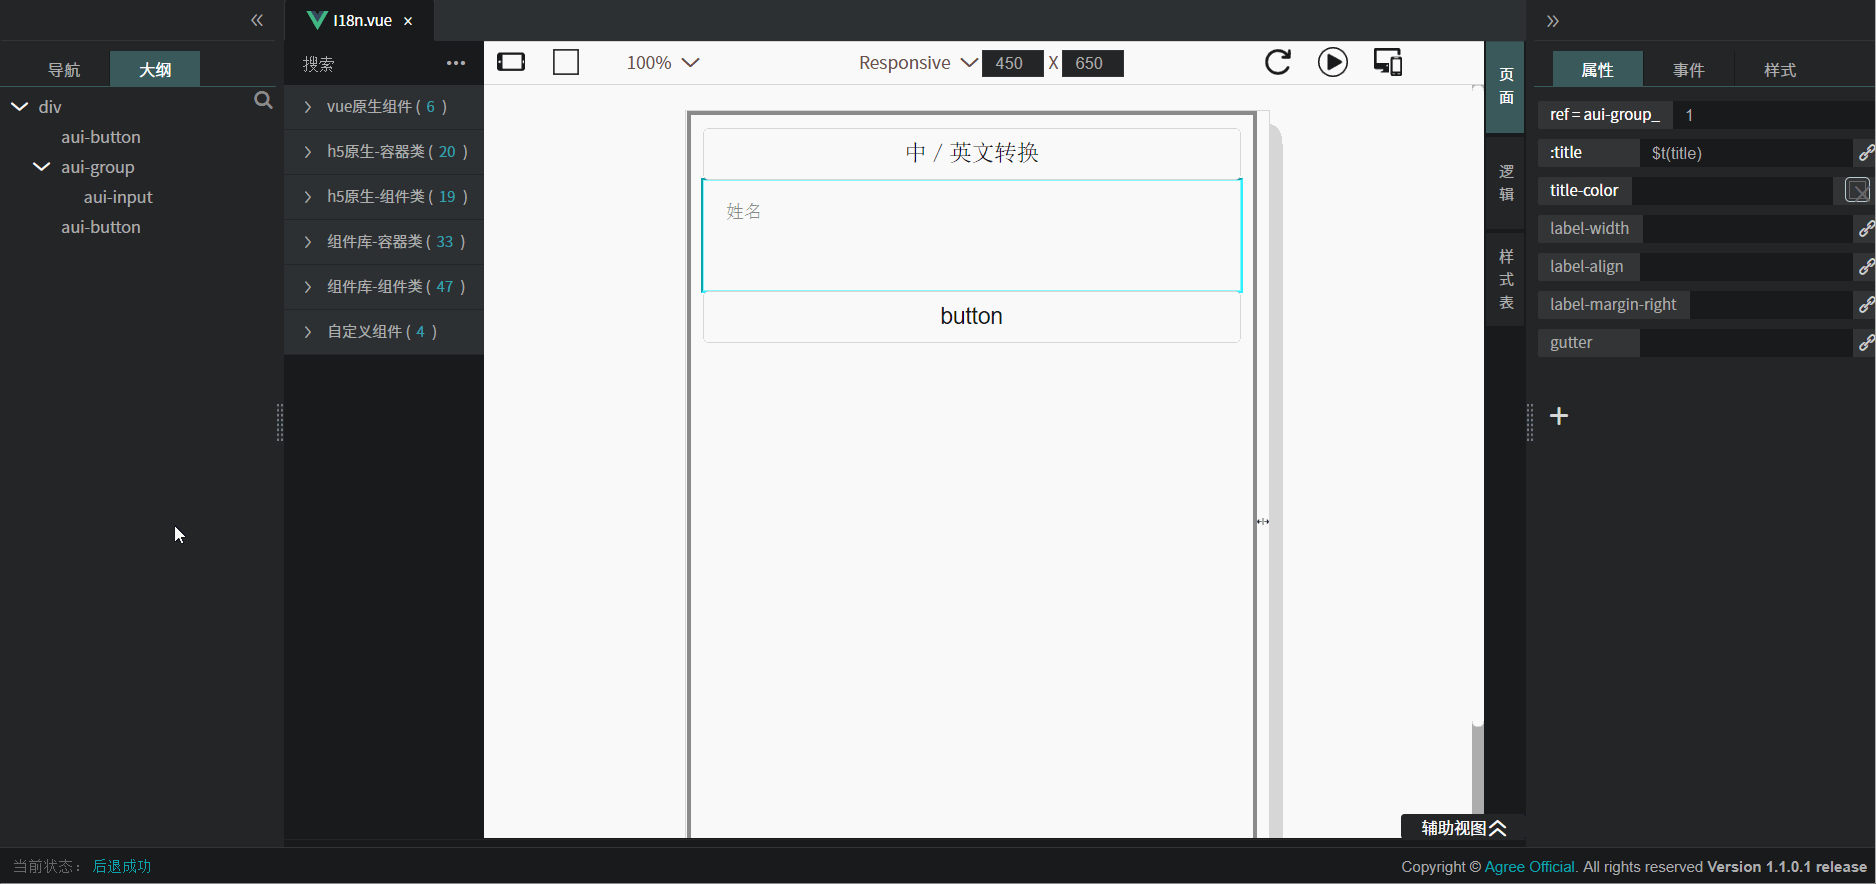 I18n.vue ×
导航
大纲
div
aui-button
aui-group
aui-input
aui-button
搜索
vue原生组件 ( 6 )
h5原生-容器类 ( 20 )
h5原生-组件类 ( 19 )
组件库-容器类 ( 33 )
组件库-组件类 ( 47 )
自定义组件 ( 4 )
100%
Responsive
450 X 650
中 / 英文转换
姓名
button
页面
逻辑
样式表
辅助视图
属性
事件
样式
ref = aui-group_ 1
:title $t(title)
title-color
label-width
label-align
label-margin-right
gutter
当前状态： 后退成功
Copyright © Agree Official. All rights reserved Version 1.1.0.1 release